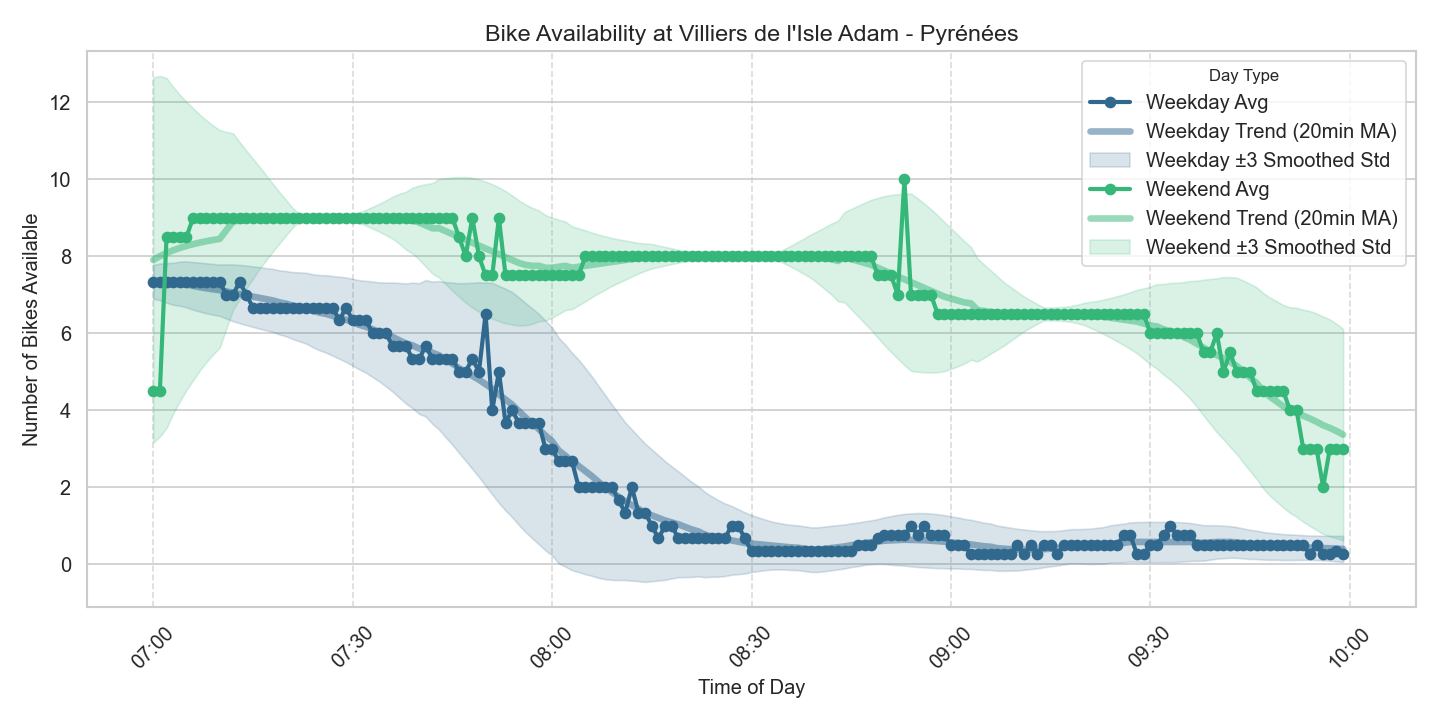 Bike Availability at Villiers de l'Isle Adam - Pyrénées
Number of Bikes Available
12
10
8
6
4
2
0
Day Type
Weekday Avg
Weekday Trend (20min MA)
Weekday ±3 Smoothed Std
Weekend Avg
Weekend Trend (20min MA)
Weekend ±3 Smoothed Std
07:00
07:30
08:00
08:30
09:00
09:30
10:00
Time of Day